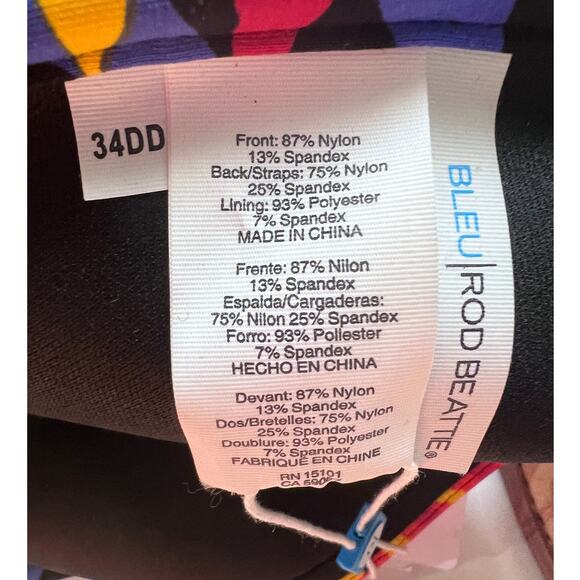 34DD
Front: 87% Nylon
13% Spandex
Back/Straps: 75% Nylon
25% Spandex
Lining: 93% Polyester
7% Spandex
MADE IN CHINA
Frente: 87% Nilon
13% Spandex
Espalda/Cargaderas:
75% Nilon 25% Spandex
Forro: 93% Poliester
7% Spandex
HECHO EN CHINA
Devant: 87% Nylon
13% Spandex
Dos/Bretelles: 75% Nylon
25% Spandex
Doublure: 93% Polyester
7% Spandex
FABRIQUÉ EN CHINE
RN 15101
CA
BLEU|ROD BEATTIE®